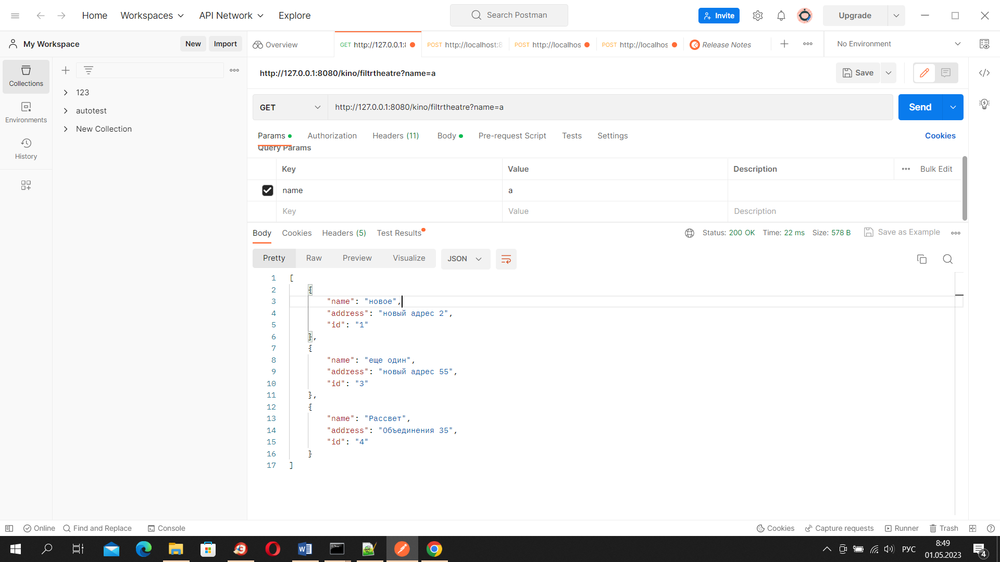 Home
Workspaces
API Network
Explore
Search Postman
Invite
Upgrade
My Workspace
New
Import
Overview
GET http://127.0.0.1:
POST http://localhost:8
POST http://localhos
POST http://localhos
Release Notes
No Environment
Collections
Environments
History
123
autotest
New Collection
http://127.0.0.1:8080/kino/filtrtheatre?name=a
Save
GET
http://127.0.0.1:8080/kino/filtrtheatre?name=a
Send
Params
Authorization
Headers (11)
Body
Pre-request Script
Tests
Settings
Cookies
Query Params
Key
Value
Description
Bulk Edit
name
a
Key
Value
Description
Body
Cookies
Headers (5)
Test Results
Status: 200 OK
Time: 22 ms
Size: 578 B
Save as Example
Pretty
Raw
Preview
Visualize
JSON
1 [
2 {
3 "name": "новое",
4 "address": "новый адрес 2",
5 "id": "1"
6 },
7 {
8 "name": "еще один",
9 "address": "новый адрес 55",
10 "id": "3"
11 },
12 {
13 "name": "Рассвет",
14 "address": "Объединения 35",
15 "id": "4"
16 }
17 ]
Online
Find and Replace
Console
Cookies
Capture requests
Runner
Trash
РУС
8:49
01.05.2023
4